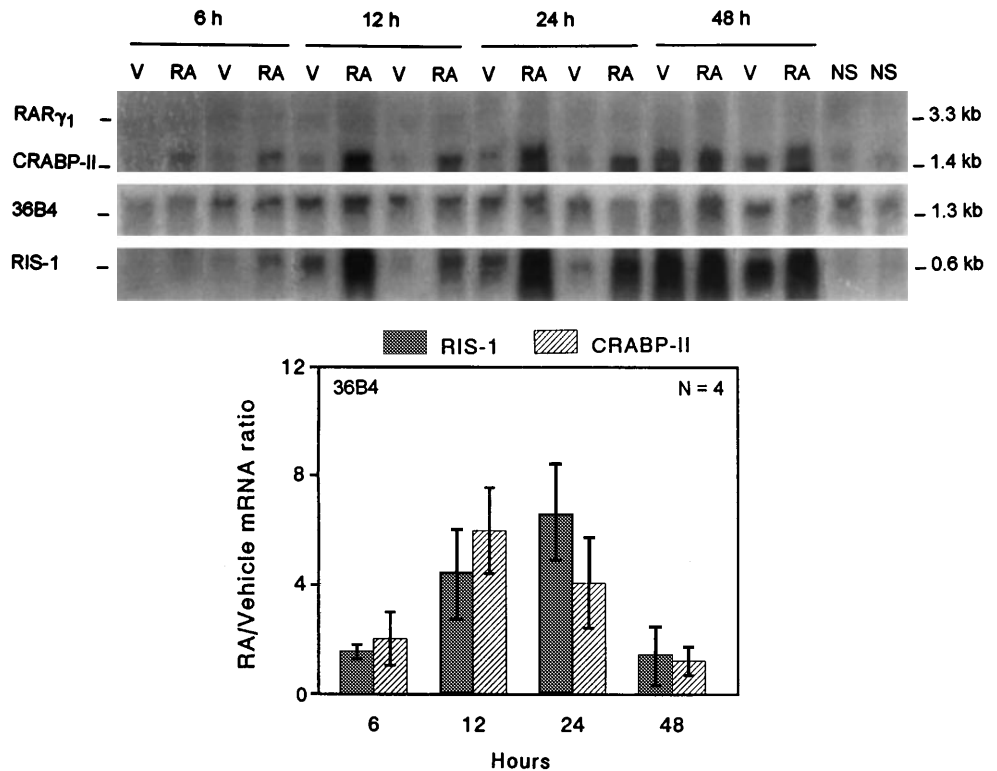 6 h 12 h 24 h 48 h
V RA V RA V RA V RA V RA V RA V RA V RA NS NS
RARγ1 3.3 kb
CRABP-II 1.4 kb
36B4 1.3 kb
RIS-1 0.6 kb
RIS-1 CRABP-II
36B4 N = 4
RA/Vehicle mRNA ratio
12
8
4
0
6 12 24 48
Hours